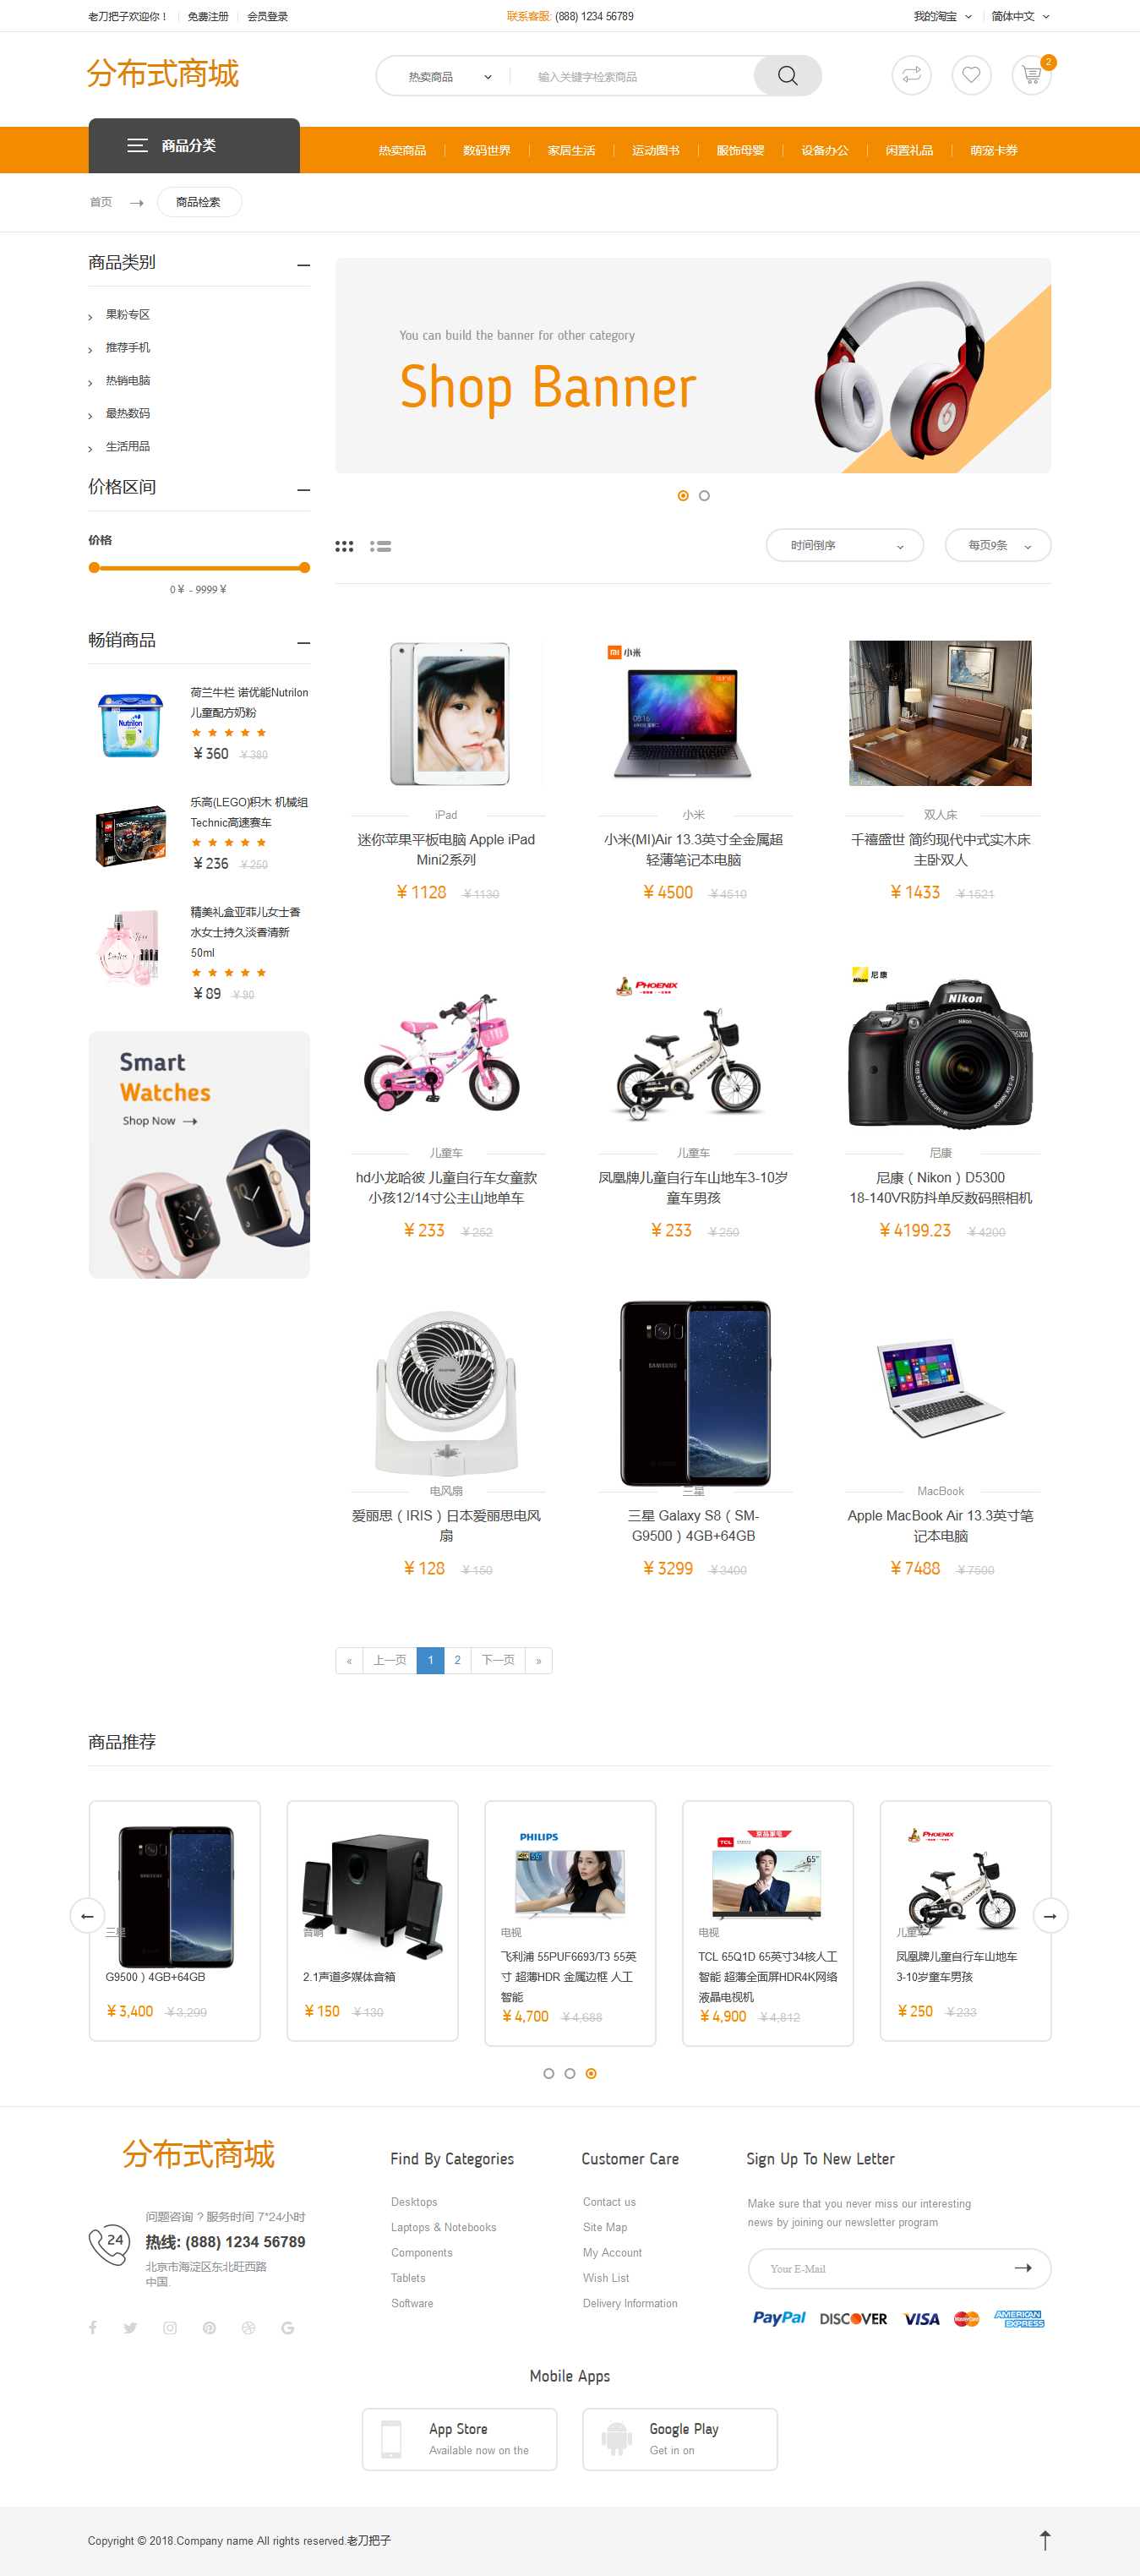 老刀把子欢迎你！ 免费注册 会员登录
联系客服: (888) 1234 56789
我的淘宝 简体中文
分布式商城
热卖商品 输入关键字检索商品
2
商品分类
热卖商品 数码世界 家居生活 运动图书 服饰母婴 设备办公 闲置礼品 萌宠卡券
首页 商品检索
商品类别
果粉专区
推荐手机
热销电脑
最热数码
生活用品
价格区间
价格
0￥ - 9999￥
畅销商品
荷兰牛栏 诺优能Nutrilon
儿童配方奶粉
￥360 ￥380
乐高(LEGO)积木 机械组
Technic高速赛车
￥236 ￥250
精美礼盒亚菲儿女士香
水女士持久淡香清新
50ml
￥89 ￥90
Smart
Watches
Shop Now
You can build the banner for other category
Shop Banner
时间倒序 每页9条
iPad
迷你苹果平板电脑 Apple iPad
Mini2系列
￥1128 ￥1130
小米
小米
小米(MI)Air 13.3英寸全金属超
轻薄笔记本电脑
￥4500 ￥4510
双人床
千禧盛世 简约现代中式实木床
主卧双人
￥1433 ￥1521
儿童车
hd小龙哈彼 儿童自行车女童款
小孩12/14寸公主山地单车
￥233 ￥252
PHOENIX
儿童车
凤凰牌儿童自行车山地车3-10岁
童车男孩
￥233 ￥250
Nikon 尼康
Nikon
D5300
尼康
尼康（Nikon）D5300
18-140VR防抖单反数码照相机
￥4199.23 ￥4200
电风扇
爱丽思（IRIS）日本爱丽思电风
扇
￥128 ￥150
SAMSUNG
三星
三星 Galaxy S8（SM-
G9500）4GB+64GB
￥3299 ￥3400
MacBook
Apple MacBook Air 13.3英寸笔
记本电脑
￥7488 ￥7500
« 上一页 1 2 下一页 »
商品推荐
SAMSUNG
三星
G9500）4GB+64GB
￥3,400 ￥3,299
音响
2.1声道多媒体音箱
￥150 ￥130
PHILIPS
4K 55"
电视
飞利浦 55PUF6693/T3 55英
寸 超薄HDR 金属边框 人工
智能
￥4,700 ￥4,688
TCL
65"
电视
TCL 65Q1D 65英寸34核人工
智能 超薄全面屏HDR4K网络
液晶电视机
￥4,900 ￥4,812
PHOENIX
儿童车
凤凰牌儿童自行车山地车
3-10岁童车男孩
￥250 ￥233
分布式商城
24
问题咨询？服务时间 7*24小时
热线: (888) 1234 56789
北京市海淀区东北旺西路
中国.
Find By Categories
Desktops
Laptops & Notebooks
Components
Tablets
Software
Customer Care
Contact us
Site Map
My Account
Wish List
Delivery Information
Sign Up To New Letter
Make sure that you never miss our interesting
news by joining our newsletter program
Your E-Mail
PayPal DISCOVER VISA MasterCard AMERICAN EXPRESS
Mobile Apps
App Store
Available now on the
Google Play
Get in on
Copyright © 2018.Company name All rights reserved.老刀把子